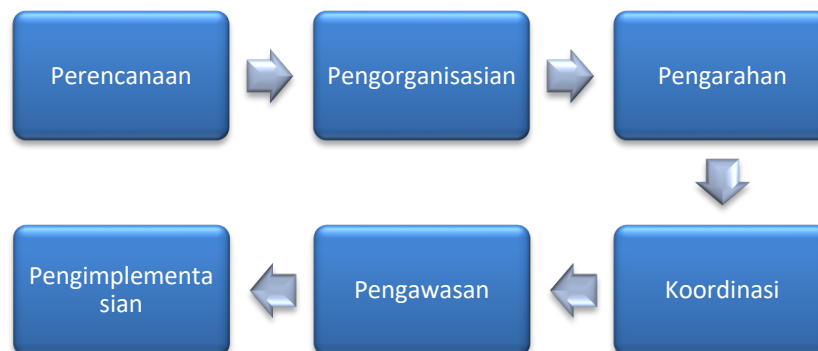 Perencanaan
Pengorganisasian
Pengarahan
Koordinasi
Pengawasan
Pengimplementa
sian